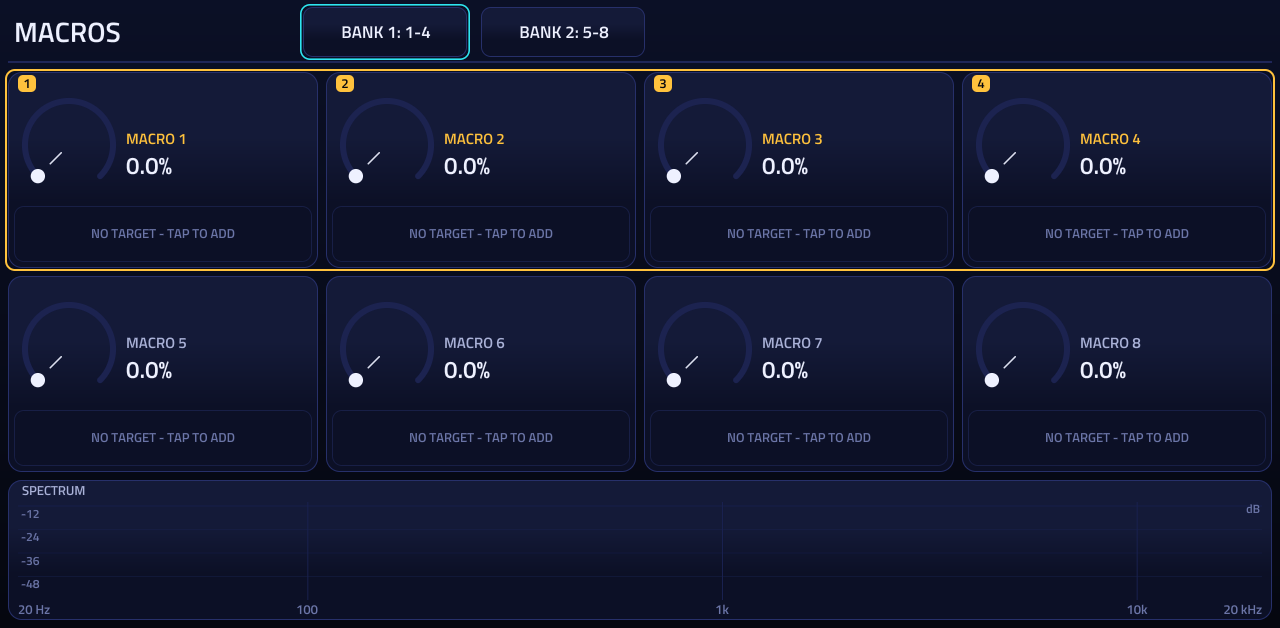 MACROS
BANK 1: 1-4
BANK 2: 5-8
1
MACRO 1
0.0%
NO TARGET - TAP TO ADD
2
MACRO 2
0.0%
NO TARGET - TAP TO ADD
3
MACRO 3
0.0%
NO TARGET - TAP TO ADD
4
MACRO 4
0.0%
NO TARGET - TAP TO ADD
MACRO 5
0.0%
NO TARGET - TAP TO ADD
MACRO 6
0.0%
NO TARGET - TAP TO ADD
MACRO 7
0.0%
NO TARGET - TAP TO ADD
MACRO 8
0.0%
NO TARGET - TAP TO ADD
SPECTRUM
dB
-12
-24
-36
-48
20 Hz
100
1k
10k
20 kHz